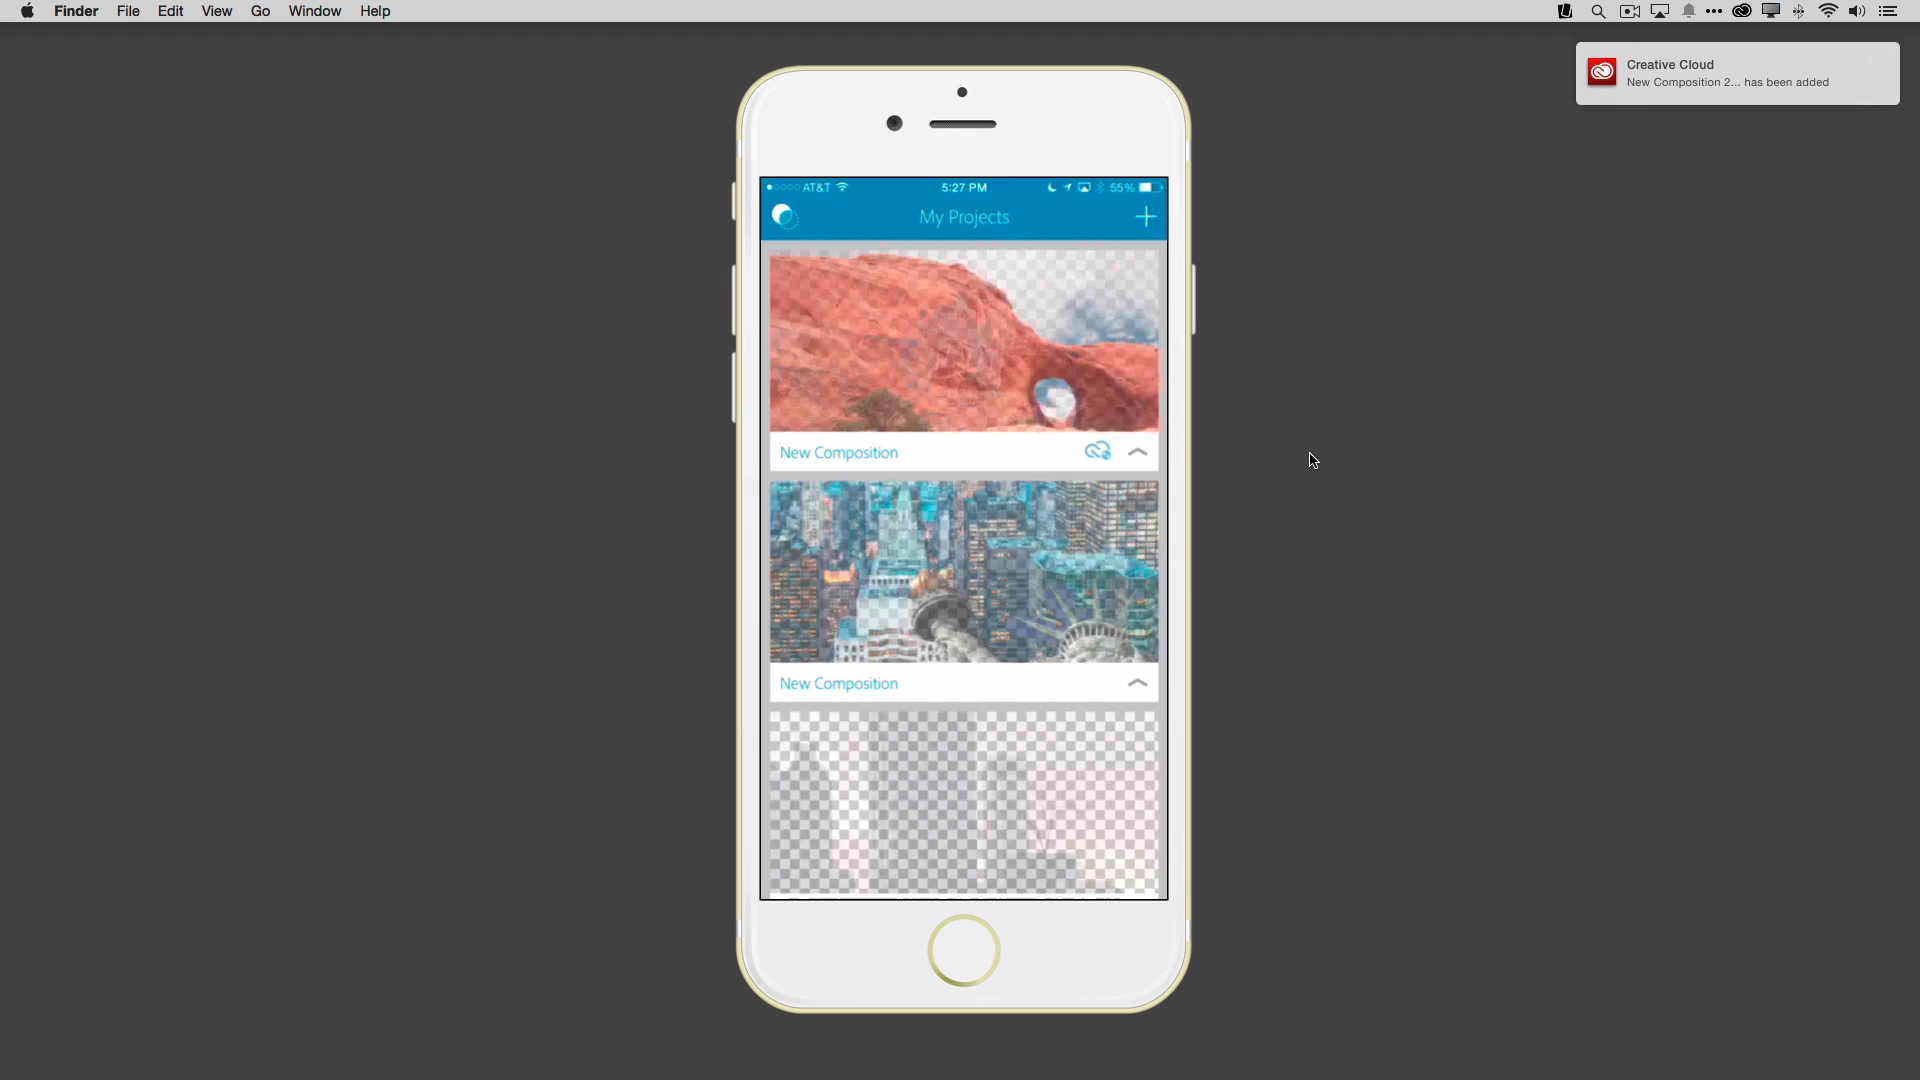 Finder File Edit View Go Window Help
Creative Cloud
New Composition 2... has been added
AT&T 5:27 PM 55%
My Projects
New Composition
New Composition